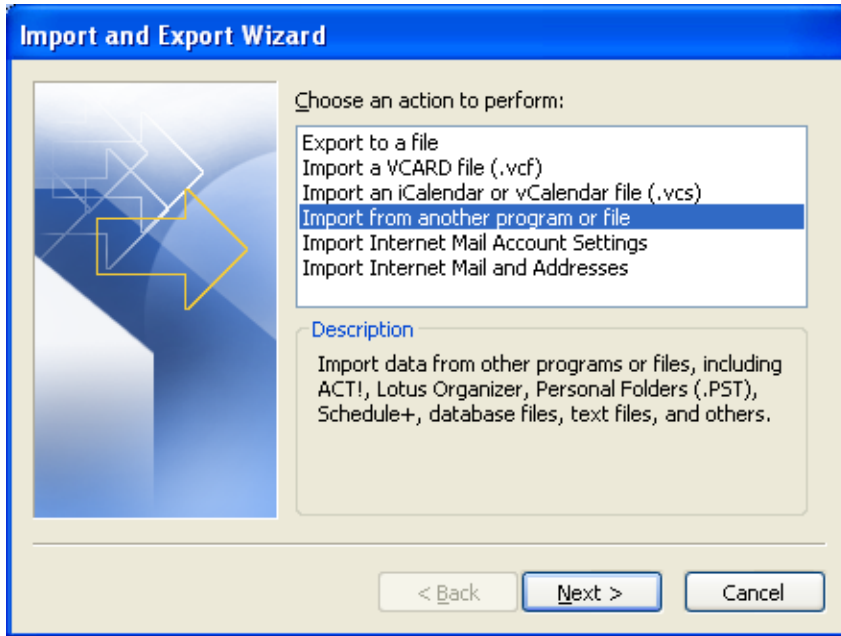 Import and Export Wizard
Choose an action to perform:
Export to a file
Import a VCARD file (.vcf)
Import an iCalendar or vCalendar file (.vcs)
Import from another program or file
Import Internet Mail Account Settings
Import Internet Mail and Addresses
Description
Import data from other programs or files, including
ACT!, Lotus Organizer, Personal Folders (.PST),
Schedule+, database files, text files, and others.
< Back Next > Cancel